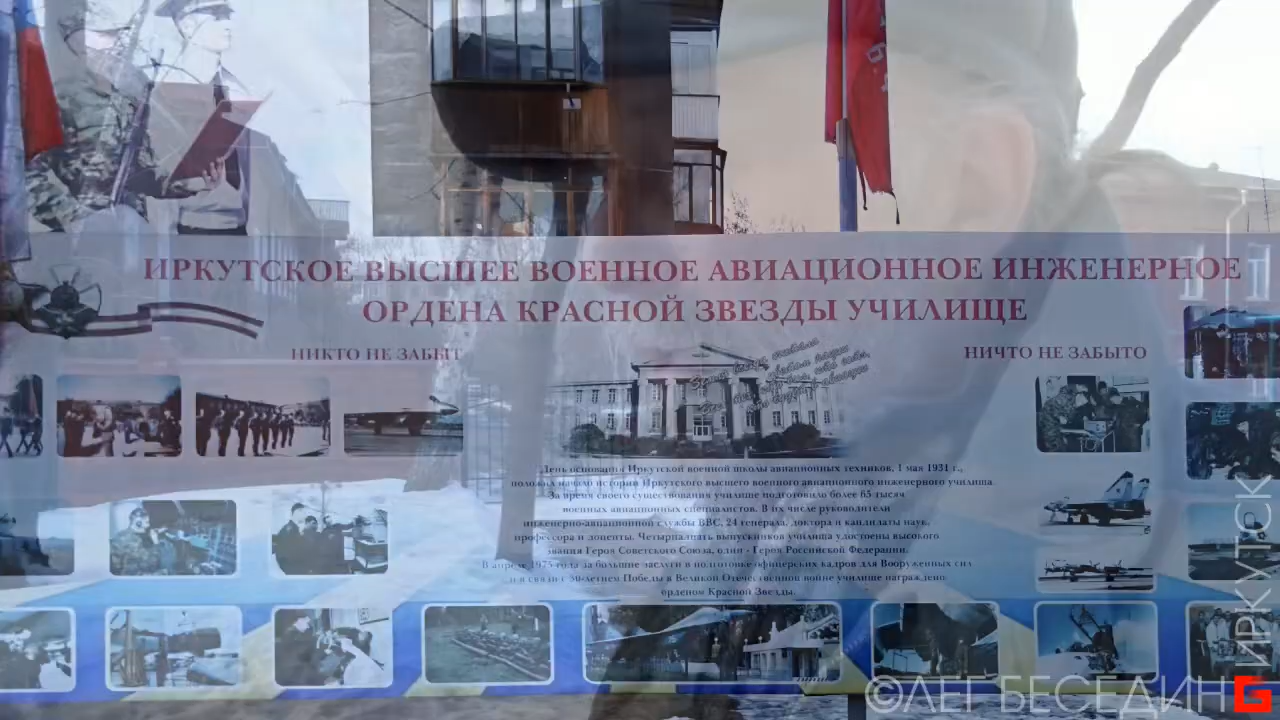 ИРКУТСКОЕ ВЫСШЕЕ ВОЕННОЕ АВИАЦИОННОЕ ИНЖЕНЕРНОЕ
ОРДЕНА КРАСНОЙ ЗВЕЗДЫ УЧИЛИЩЕ
НИКТО НЕ ЗАБЫТ
НИЧТО НЕ ЗАБЫТО
День основания Иркутской военной школы авиационных техников, 1 мая 1931 г.,
положил начало истории Иркутского высшего военного авиационного инженерного училища.
За время своего существования училище подготовило более 65 тысяч
военных авиационных специалистов. В их числе руководители
инженерно-авиационной службы ВВС, 24 генерала, доктора и кандидаты наук,
профессора и доценты. Четырнадцать выпускников училища удостоены высокого
звания Героя Советского Союза, один - Героя Российской Федерации.
В апреле 1975 года за большие заслуги в подготовке офицерских кадров для Вооруженных сил
и в связи с 30-летием Победы в Великой Отечественной войне училище награждено
орденом Красной Звезды.
©ОЛЕГ БЕСЕДИН
ИРКУТСК